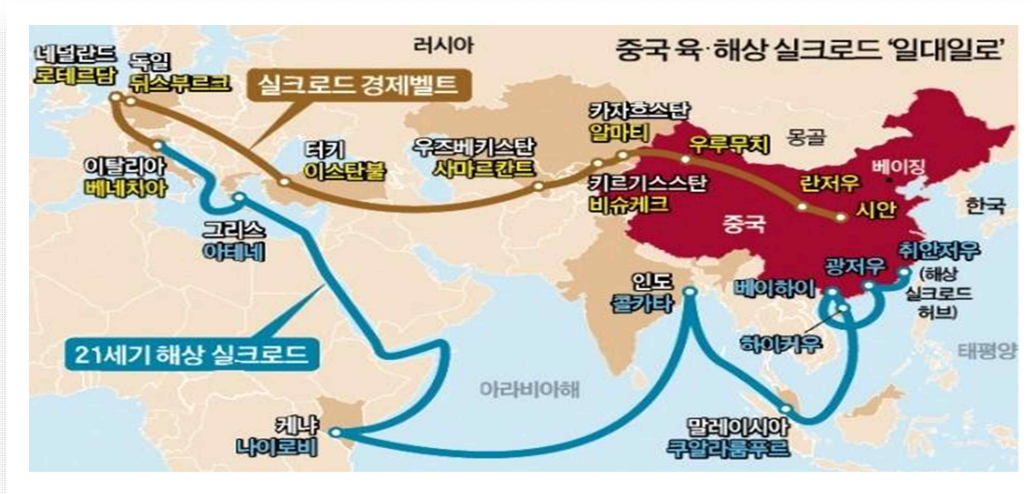 중국 육·해상 실크로드 ‘일대일로’
러시아
네덜란드
로테르담
독일
뒤스부르크
실크로드 경제벨트
이탈리아
베네치아
터키
이스탄불
우즈베키스탄
사마르칸트
카자흐스탄
알마티
키르기스스탄
비슈케크
우루무치
몽골
베이징
란저우
시안
한국
중국
그리스
아테네
취안저우
(해상
실크로드
허브)
광저우
베이하이
하이커우
인도
콜카타
21세기 해상 실크로드
아라비아해
태평양
케냐
나이로비
말레이시아
쿠알라룸푸르